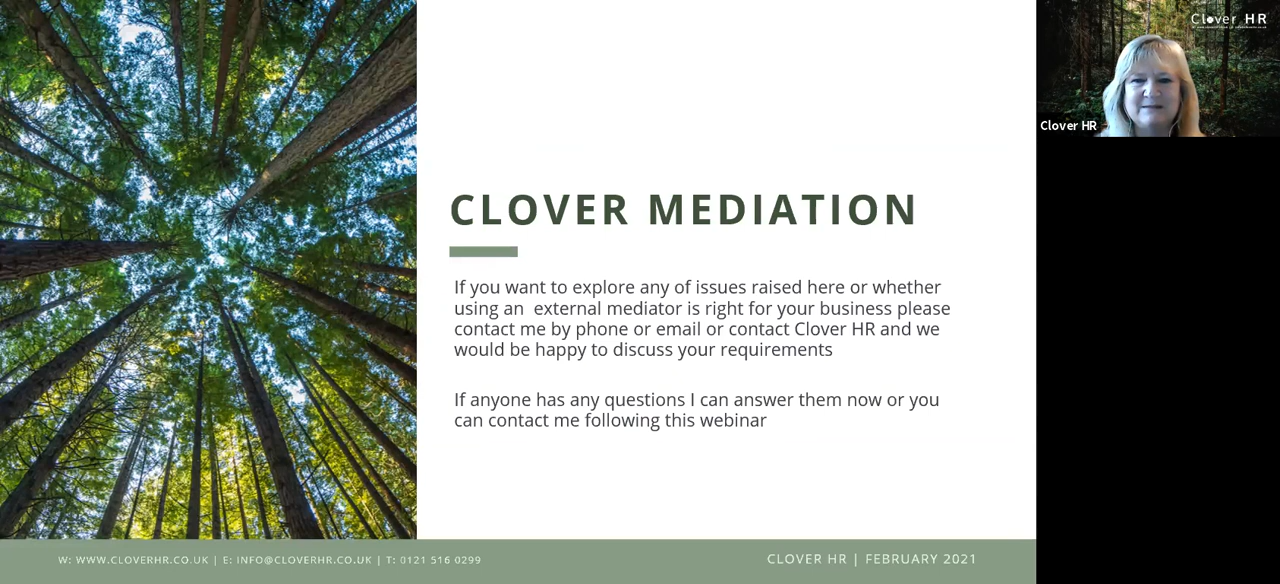 CLOVER MEDIATION
If you want to explore any of issues raised here or whether
using an  external mediator is right for your business please
contact me by phone or email or contact Clover HR and we
would be happy to discuss your requirements
If anyone has any questions I can answer them now or you
can contact me following this webinar
W: WWW.CLOVERHR.CO.UK | E: INFO@CLOVERHR.CO.UK | T: 0121 516 0299
CLOVER HR | FEBRUARY 2021
Clover HR
Clover HR